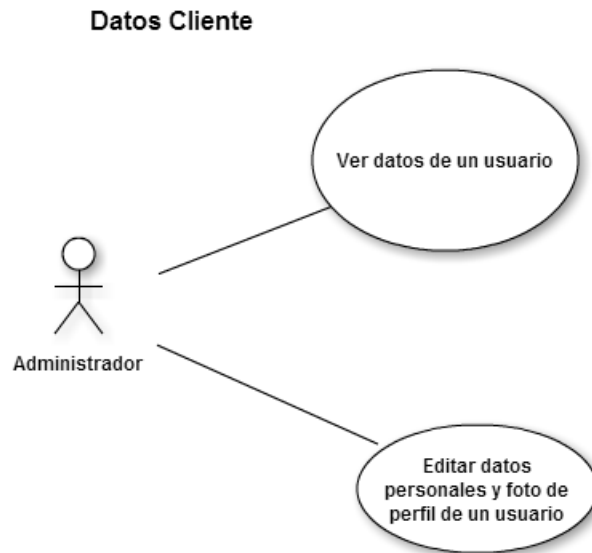 Datos Cliente
Ver datos de un usuario
Administrador
Editar datos
personales y foto de
perfil de un usuario